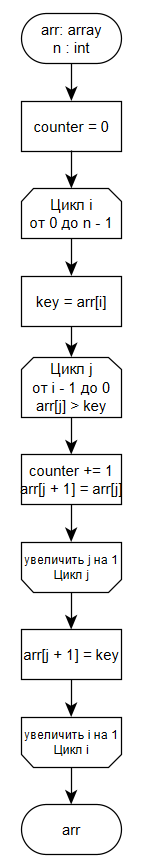 arr: array
n : int
counter = 0
Цикл i
от 0 до n - 1
key = arr[i]
Цикл j
от i - 1 до 0
arr[j] > key
counter += 1
arr[j + 1] = arr[j]
увеличить j на 1
Цикл j
arr[j + 1] = key
увеличить i на 1
Цикл i
arr